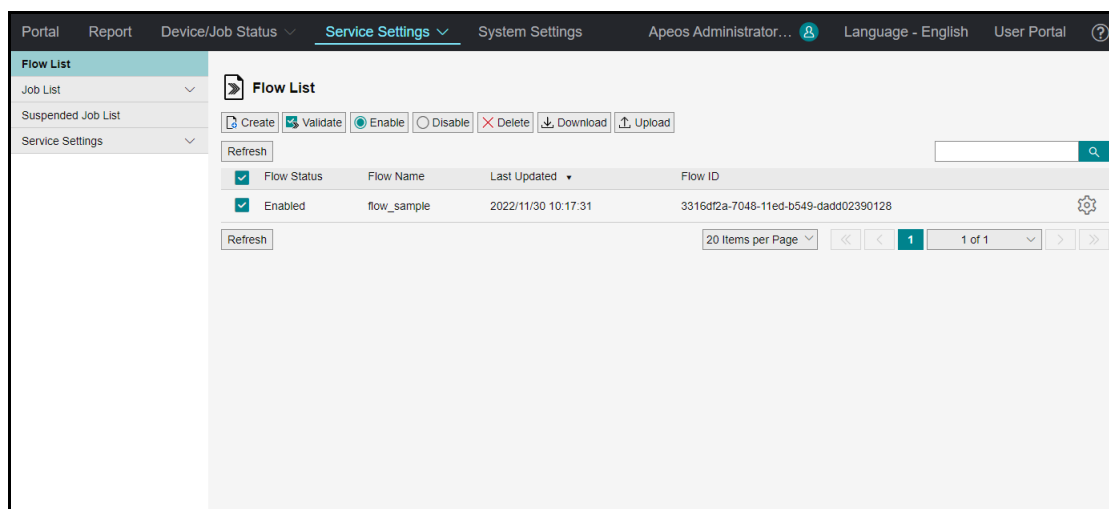 Portal Report Device/Job Status Service Settings System Settings Apeos Administrator... Language - English User Portal
Flow List
Job List
Suspended Job List
Service Settings
Flow List
Create Validate Enable Disable Delete Download Upload
Refresh
Flow Status Flow Name Last Updated Flow ID
Enabled flow_sample 2022/11/30 10:17:31 3316df2a-7048-11ed-b549-dadd02390128
Refresh 20 Items per Page 1 1 of 1